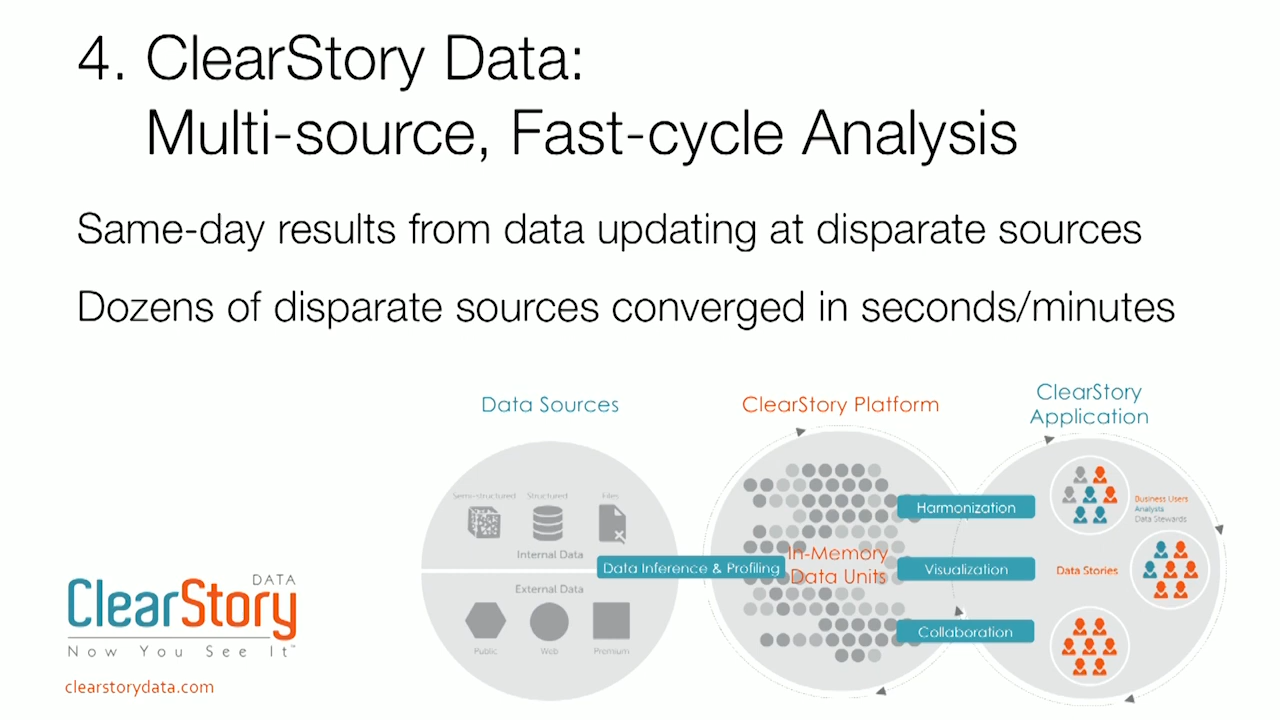 4. ClearStory Data:
Multi-source, Fast-cycle Analysis
Same-day results from data updating at disparate sources
Dozens of disparate sources converged in seconds/minutes
Data Sources
Semi-structured Structured Files
Internal Data
Data Inference & Profiling
External Data
Public Web Premium
ClearStory Platform
In-Memory
Data Units
Harmonization
Visualization
Collaboration
ClearStory
Application
Business Users
Analysts
Data Stewards
Data Stories
DATA
ClearStory
Now You See It™
clearstorydata.com